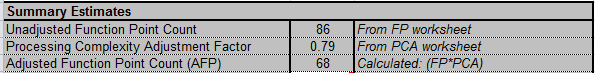 Summary Estimates
Unadjusted Function Point Count 86 From FP worksheet
Processing Complexity Adjustment Factor 0.79 From PCA worksheet
Adjusted Function Point Count (AFP) 68 Calculated: (FP*PCA)